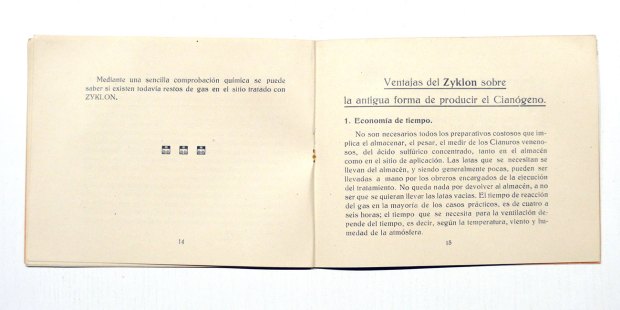 Mediante una sencilla comprobación química se puede
saber si existen todavía restos de gas en el sitio tratado con
ZYKLON.
14
Ventajas del Zyklon sobre
la antigua forma de producir el Cianógeno.
1. Economía de tiempo.
No son necesarios todos los preparativos costosos que im-
plica el almacenar, el pesar, el medir de los Cianuros veneno-
sos, del ácido sulfúrico concentrado, tanto en el almacén
como en el sitio de aplicación. Las latas que se necesitan se
llevan del almacén, y siendo generalmente pocas, pueden ser
llevadas a mano por los obreros encargados de la ejecución
del tratamiento. No queda nada por devolver al almacén, a no
ser que se quieran llevar las latas vacías. El tiempo de reacción
del gas en la mayoría de los casos prácticos, es de cuatro a
seis horas; el tiempo que se necesita para la ventilación de-
pende del tiempo, es decir, según la temperatura, viento y hu-
medad de la atmósfera.
15